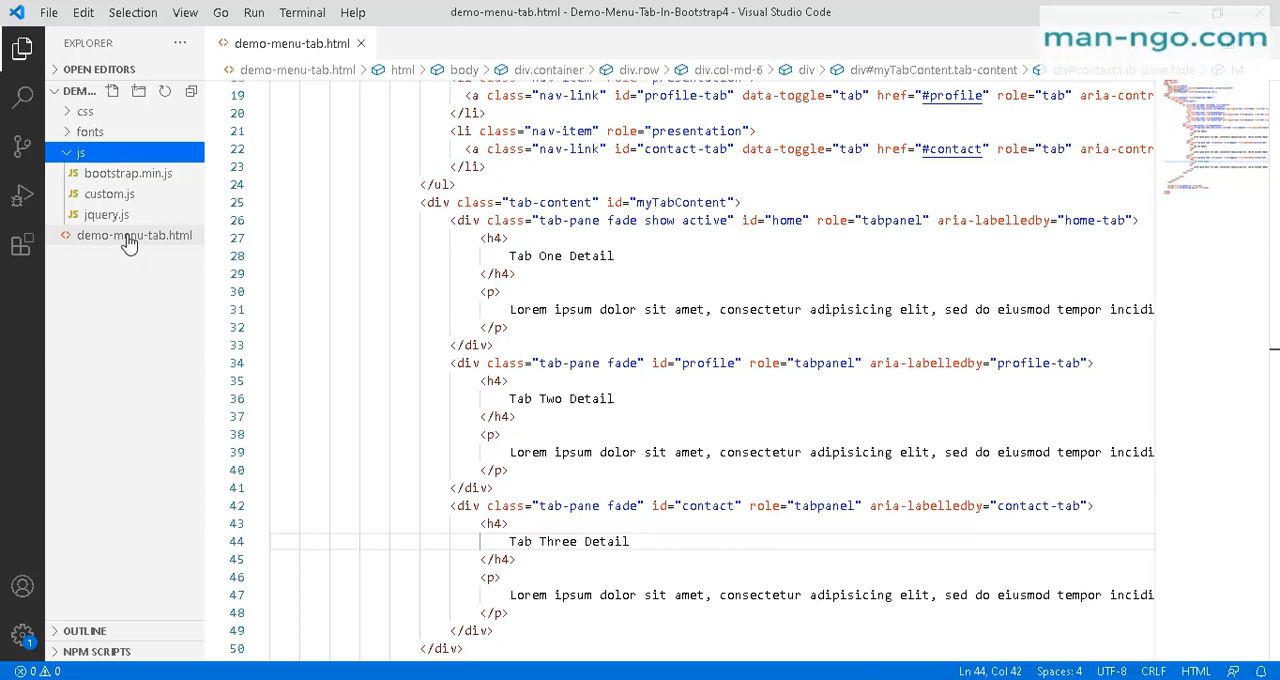 File Edit Selection View Go Run Terminal Help
demo-menu-tab.html - Demo-Menu-Tab-In-Bootstrap4 - Visual Studio Code
man-ngo.com
EXPLORER
demo-menu-tab.html
OPEN EDITORS
demo-menu-tab.html html body div.container div.row div.col-md-6 div div#myTabContent.tab-content div#contact.tab-pane.fade h4
DEM...
css
fonts
js
JS bootstrap.min.js
JS custom.js
JS jquery.js
<> demo-menu-tab.html
19 <a class="nav-link" id="profile-tab" data-toggle="tab" href="#profile" role="tab" aria-contr
20 </li>
21 <li class="nav-item" role="presentation">
22 <a class="nav-link" id="contact-tab" data-toggle="tab" href="#contact" role="tab" aria-contr
23 </li>
24 </ul>
25 <div class="tab-content" id="myTabContent">
26 <div class="tab-pane fade show active" id="home" role="tabpanel" aria-labelledby="home-tab">
27 <h4>
28 Tab One Detail
29 </h4>
30 <p>
31 Lorem ipsum dolor sit amet, consectetur adipisicing elit, sed do eiusmod tempor incidi
32 </p>
33 </div>
34 <div class="tab-pane fade" id="profile" role="tabpanel" aria-labelledby="profile-tab">
35 <h4>
36 Tab Two Detail
37 </h4>
38 <p>
39 Lorem ipsum dolor sit amet, consectetur adipisicing elit, sed do eiusmod tempor incidi
40 </p>
41 </div>
42 <div class="tab-pane fade" id="contact" role="tabpanel" aria-labelledby="contact-tab">
43 <h4>
44 Tab Three Detail
45 </h4>
46 <p>
47 Lorem ipsum dolor sit amet, consectetur adipisicing elit, sed do eiusmod tempor incidi
48 </p>
49 </div>
50 </div>
OUTLINE
NPM SCRIPTS
1
0 0
Ln 44, Col 42 Spaces: 4 UTF-8 CRLF HTML